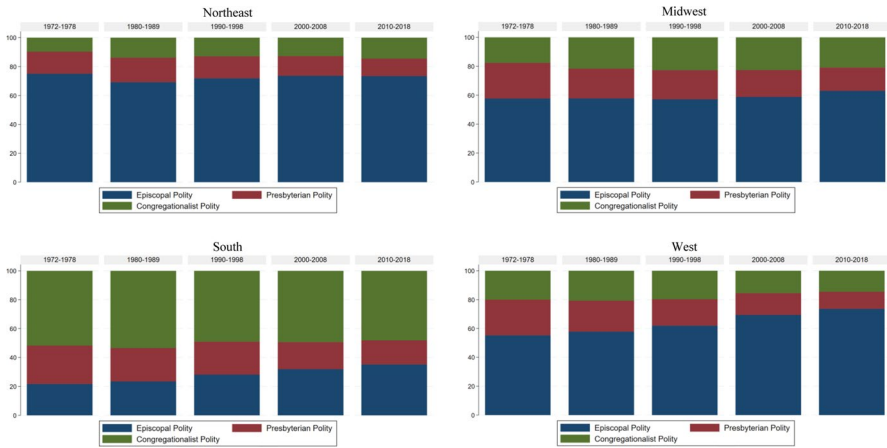 Northeast
1972-1978 1980-1989 1990-1998 2000-2008 2010-2018
100
80
60
40
20
0
Episcopal Polity Presbyterian Polity
Congregationalist Polity
Midwest
1972-1978 1980-1989 1990-1998 2000-2008 2010-2018
100
80
60
40
20
0
Episcopal Polity Presbyterian Polity
Congregationalist Polity
South
1972-1978 1980-1989 1990-1998 2000-2008 2010-2018
100
80
60
40
20
0
Episcopal Polity Presbyterian Polity
Congregationalist Polity
West
1972-1978 1980-1989 1990-1998 2000-2008 2010-2018
100
80
60
40
20
0
Episcopal Polity Presbyterian Polity
Congregationalist Polity